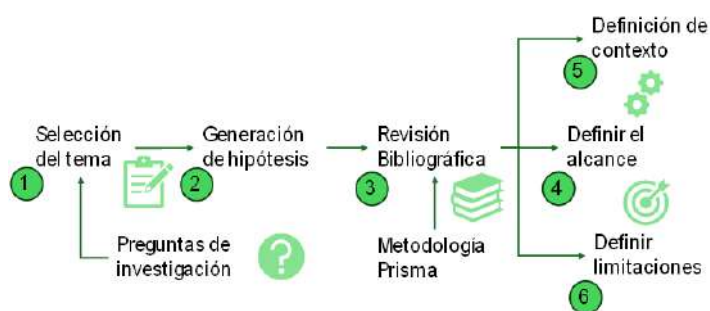 Selección
del tema
1
Preguntas de
investigación
?
Generación
de hipótesis
2
Revisión
Bibliográfica
3
Metodología
Prisma
Definición de
contexto
5
Definir el
alcance
4
Definir
limitaciones
6